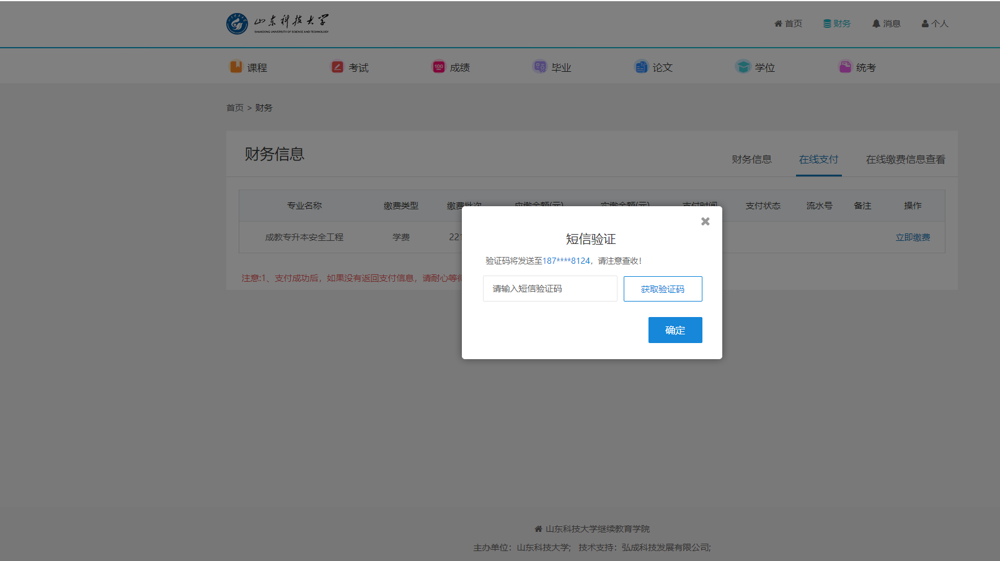 山东科技大学
SHANDONG UNIVERSITY OF SCIENCE AND TECHNOLOGY
首页 财务 消息 个人
课程 考试 100 成绩 毕业 论文 学位 统考
首页 > 财务
财务信息
财务信息 在线支付 在线缴费信息查看
专业名称 缴费类型 缴费批次 应缴金额(元) 实缴金额(元) 支付时间 支付状态 流水号 备注 操作
成教专升本安全工程 学费 221 立即缴费
注意:1、支付成功后，如果没有返回支付信息，请耐心等待
短信验证
验证码将发送至187****8124，请注意查收!
请输入短信验证码 获取验证码
确定
山东科技大学继续教育学院
主办单位：山东科技大学; 技术支持：弘成科技发展有限公司;